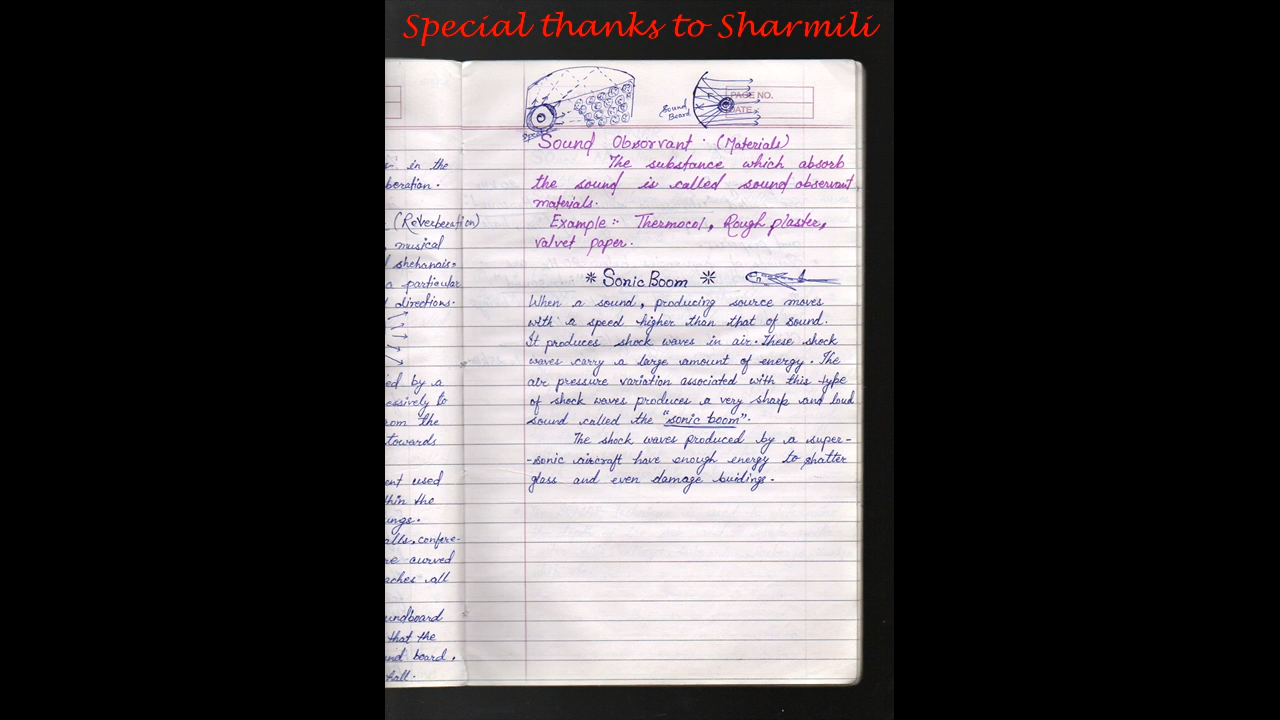 Special thanks to Sharmili
PAGE NO.
DATE :
Sound
Board
Sound Obsorvant. (Materials)
The substance which absorb
the sound is called sound observant
materials.
Example :- Thermocol, Rough plaster,
valvet paper.
* Sonic Boom *
When a sound, producing source moves
with a speed higher than that of sound.
It produces shock waves in air. These shock
waves carry a large amount of energy. The
air pressure variation associated with this type
of shock waves produces a very sharp and loud
sound called the "sonic boom".
The shock waves produced by a super-
-sonic aircraft have enough energy to shatter
glass and even damage buidings.
in the
beration.
(Reverberation)
musical
shehanais=
a particular
directions.
ed by a
essively to
rom the
towards
ent used
thin the
ings.
alls, confere-
re curved
aches all
undboard
that the
nd board,
hall.